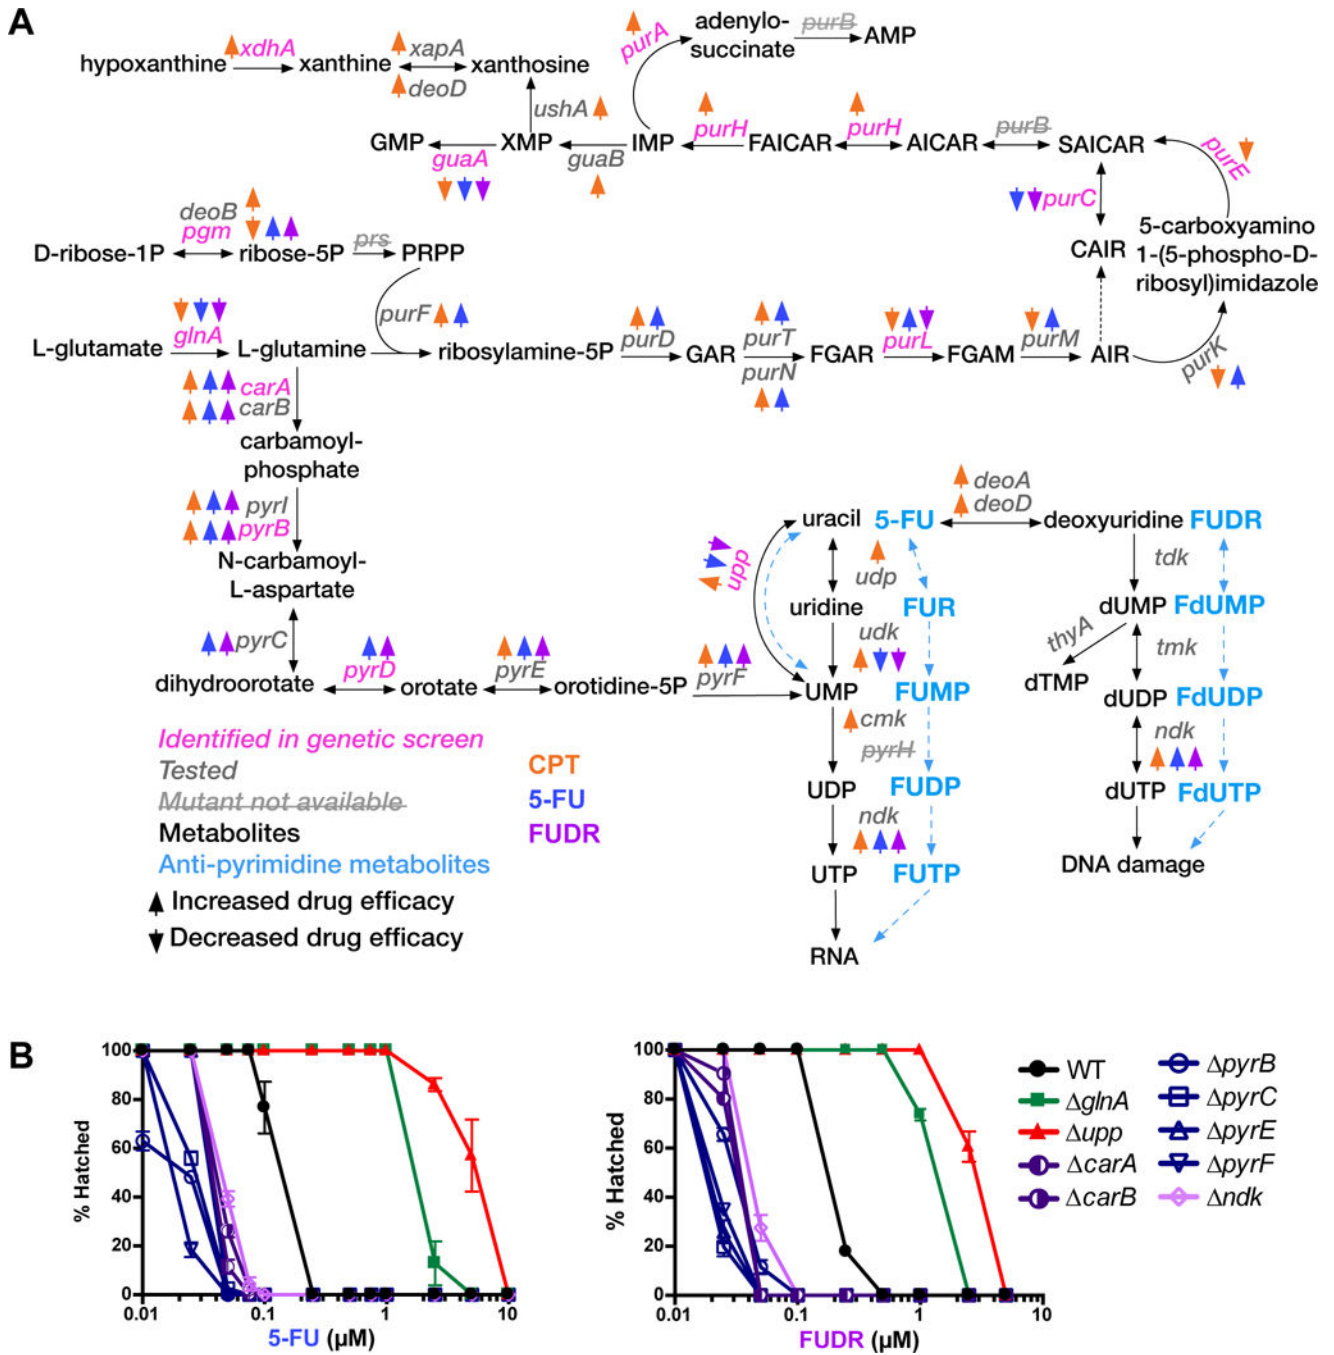 A
hypoxanthine
xdhA
xanthine
xapA
deoD
xanthosine
purA
adenylo-
succinate
purB
AMP
ushA
GMP
guaA
XMP
guaB
IMP
purH
FAICAR
purH
AICAR
purB
SAICAR
purE
purC
CAIR
5-carboxyamino
1-(5-phospho-D-
ribosyl)imidazole
deoB
pgm
D-ribose-1P
ribose-5P
prs
PRPP
purF
L-glutamate
glnA
L-glutamine
ribosylamine-5P
purD
GAR
purT
purN
FGAR
purL
FGAM
purM
AIR
purK
carA
carB
carbamoyl-
phosphate
pyrI
pyrB
N-carbamoyl-
L-aspartate
pyrC
dihydroorotate
pyrD
orotate
pyrE
orotidine-5P
pyrF
upp
uracil
5-FU
deoA
deoD
deoxyuridine
FUDR
udp
tdk
uridine
FUR
dUMP
FdUMP
udk
thyA
tmk
UMP
FUMP
dTMP
dUDP
FdUDP
cmk
pyrH
ndk
UDP
FUDP
dUTP
FdUTP
ndk
UTP
FUTP
DNA damage
RNA
Identified in genetic screen
Tested
Mutant not available
Metabolites
Anti-pyrimidine metabolites
Increased drug efficacy
Decreased drug efficacy
CPT
5-FU
FUDR
B
% Hatched
100
80
60
40
20
0
0.01
0.1
1
10
5-FU (µM)
% Hatched
100
80
60
40
20
0
0.01
0.1
1
10
FUDR (µM)
WT
ΔglnA
Δupp
ΔcarA
ΔcarB
ΔpyrB
ΔpyrC
ΔpyrE
ΔpyrF
Δndk